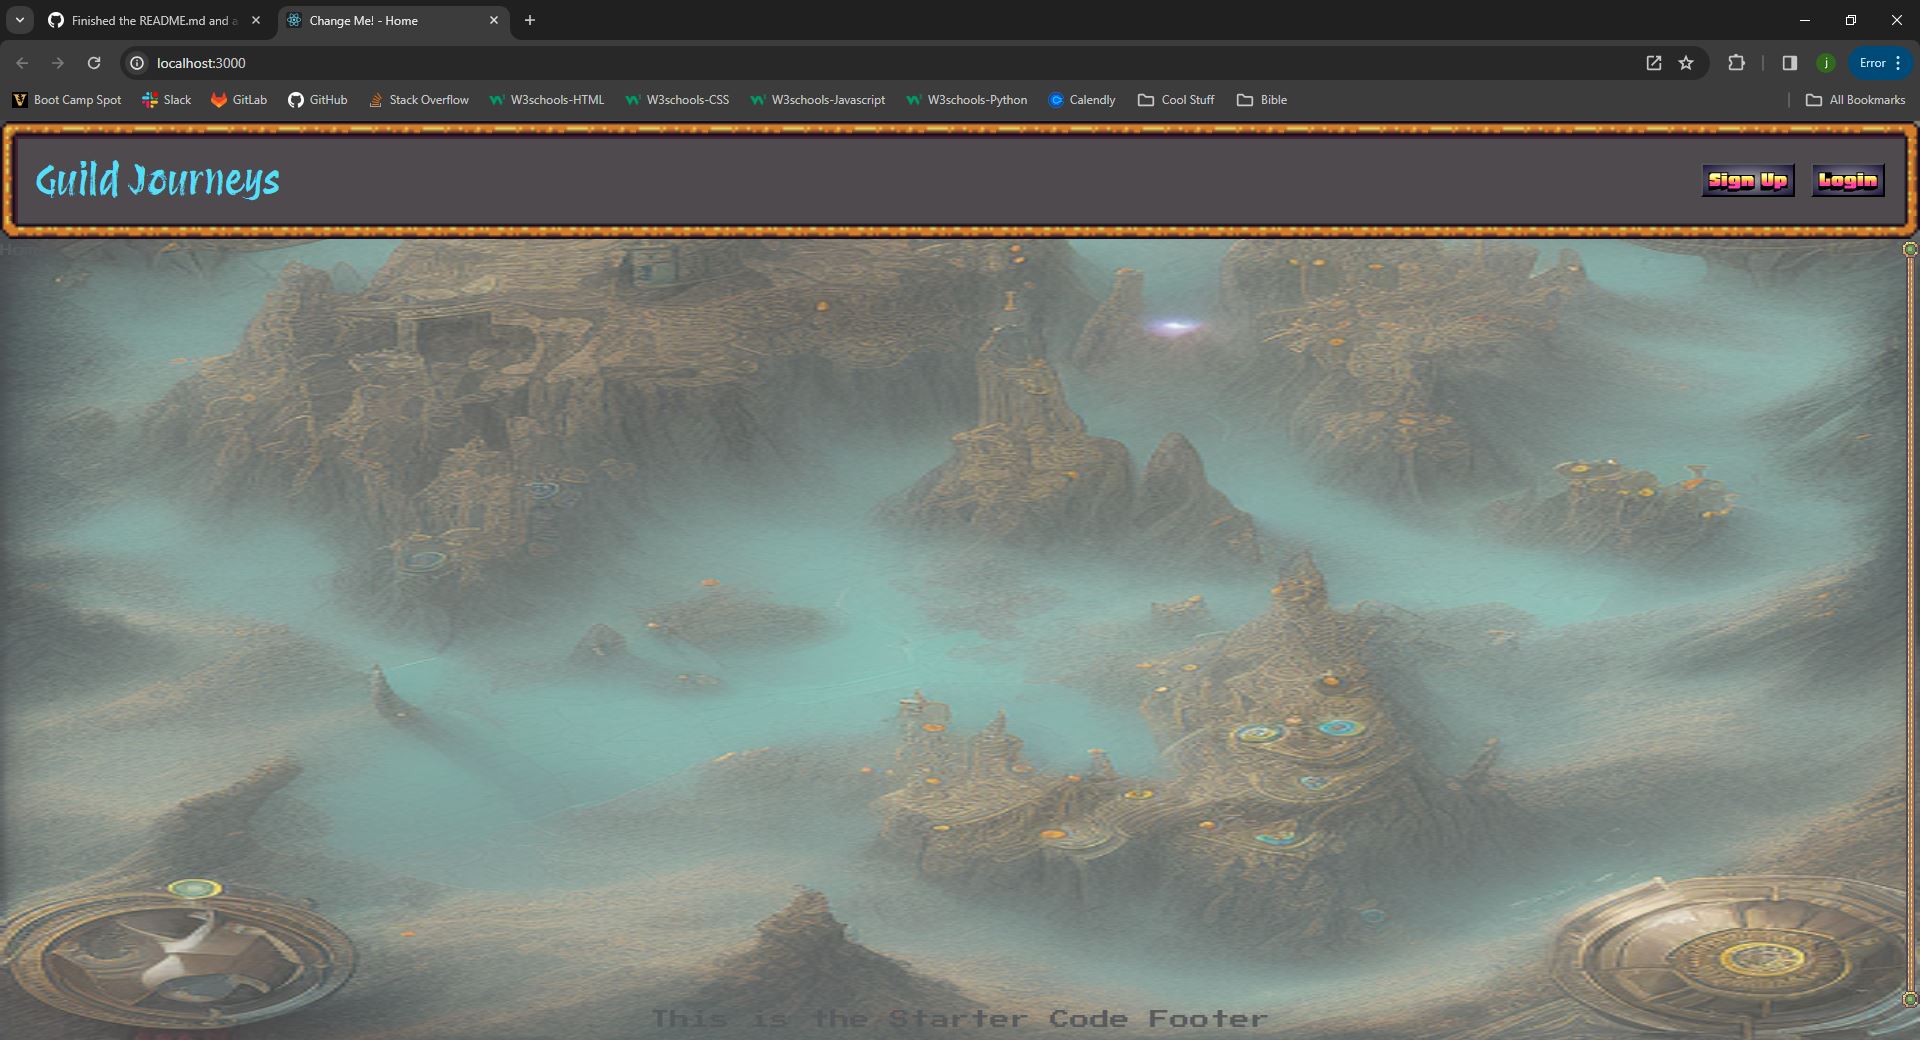 Finished the README.md and a
Change Me! - Home
localhost:3000
j
Error
Boot Camp Spot
Slack
GitLab
GitHub
Stack Overflow
W3schools-HTML
W3schools-CSS
W3schools-Javascript
W3schools-Python
Calendly
Cool Stuff
Bible
All Bookmarks
Guild Journeys
Sign Up
Login
Home
This is the Starter Code Footer